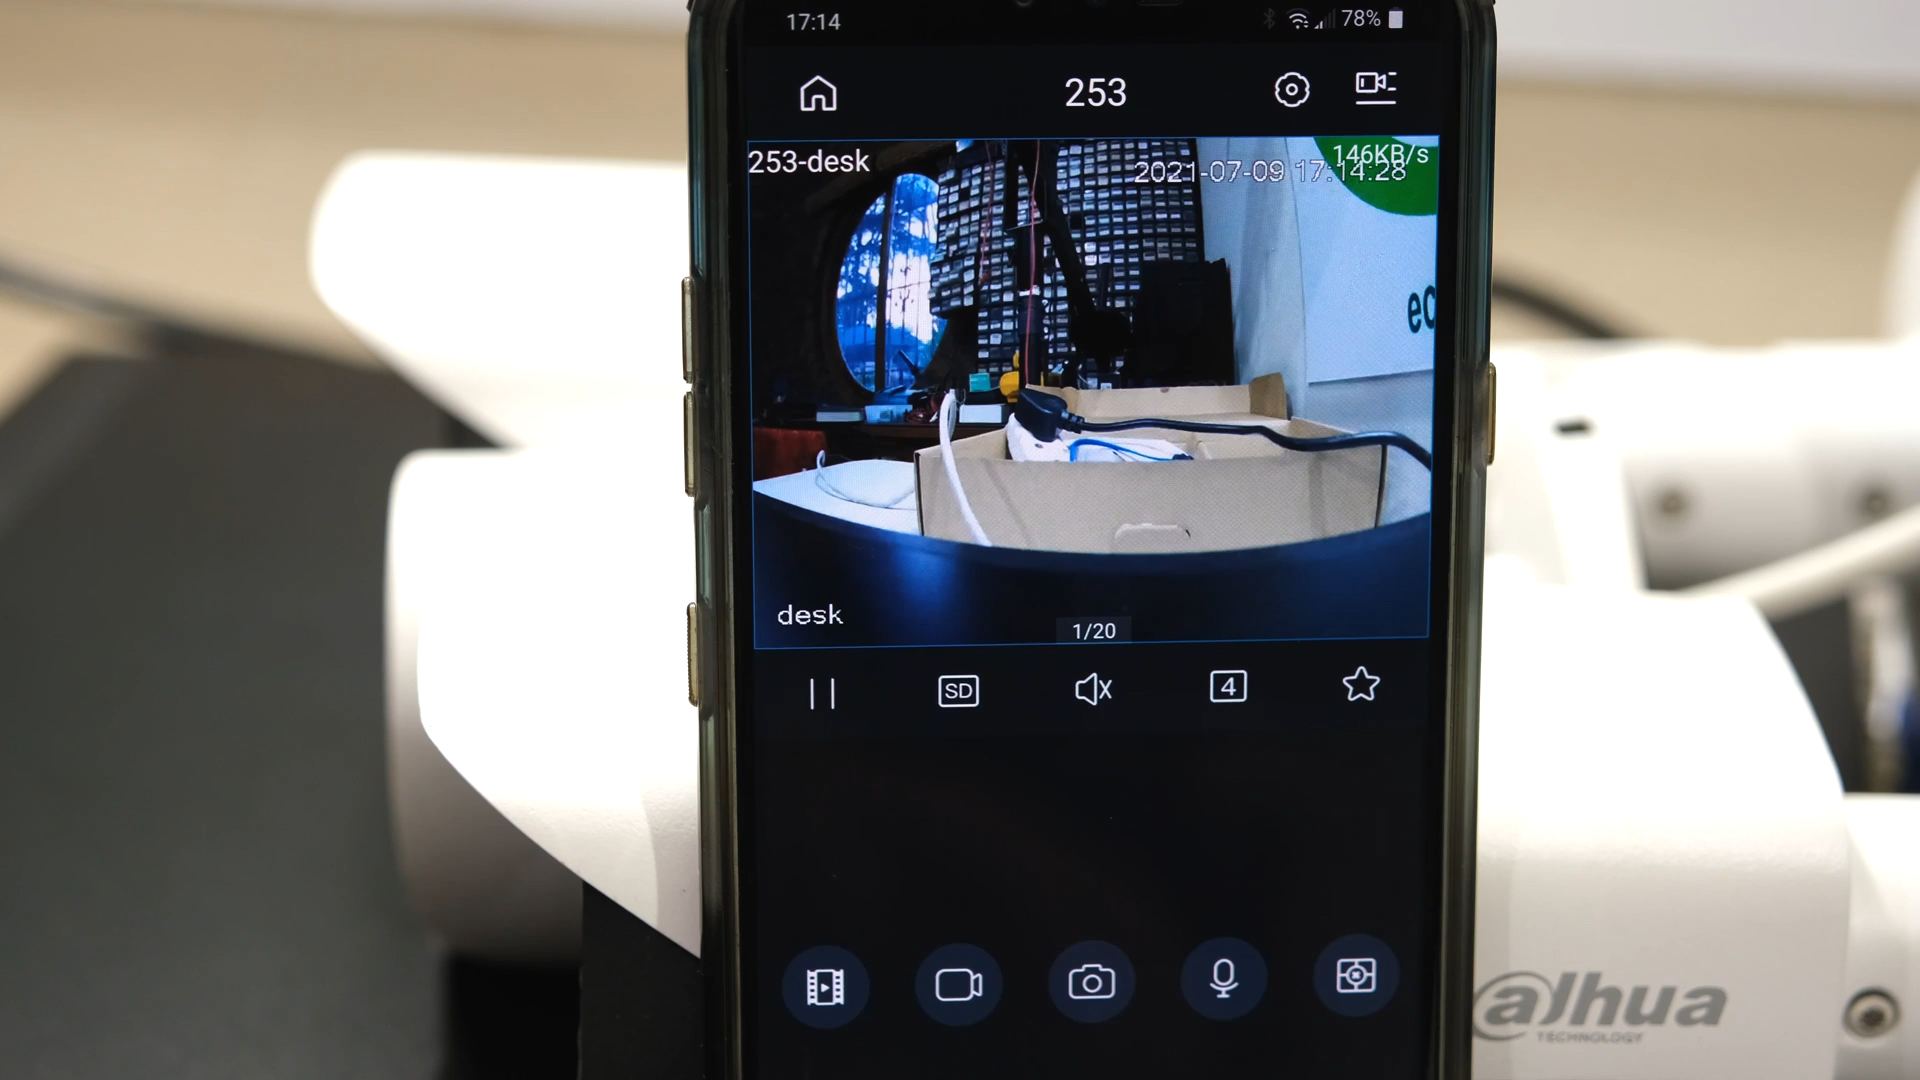 17:14
78%
253
253-desk
146KB/s
2021-07-09 17:14:28
ec
desk
1/20
SD
4
alhua
TECHNOLOGY